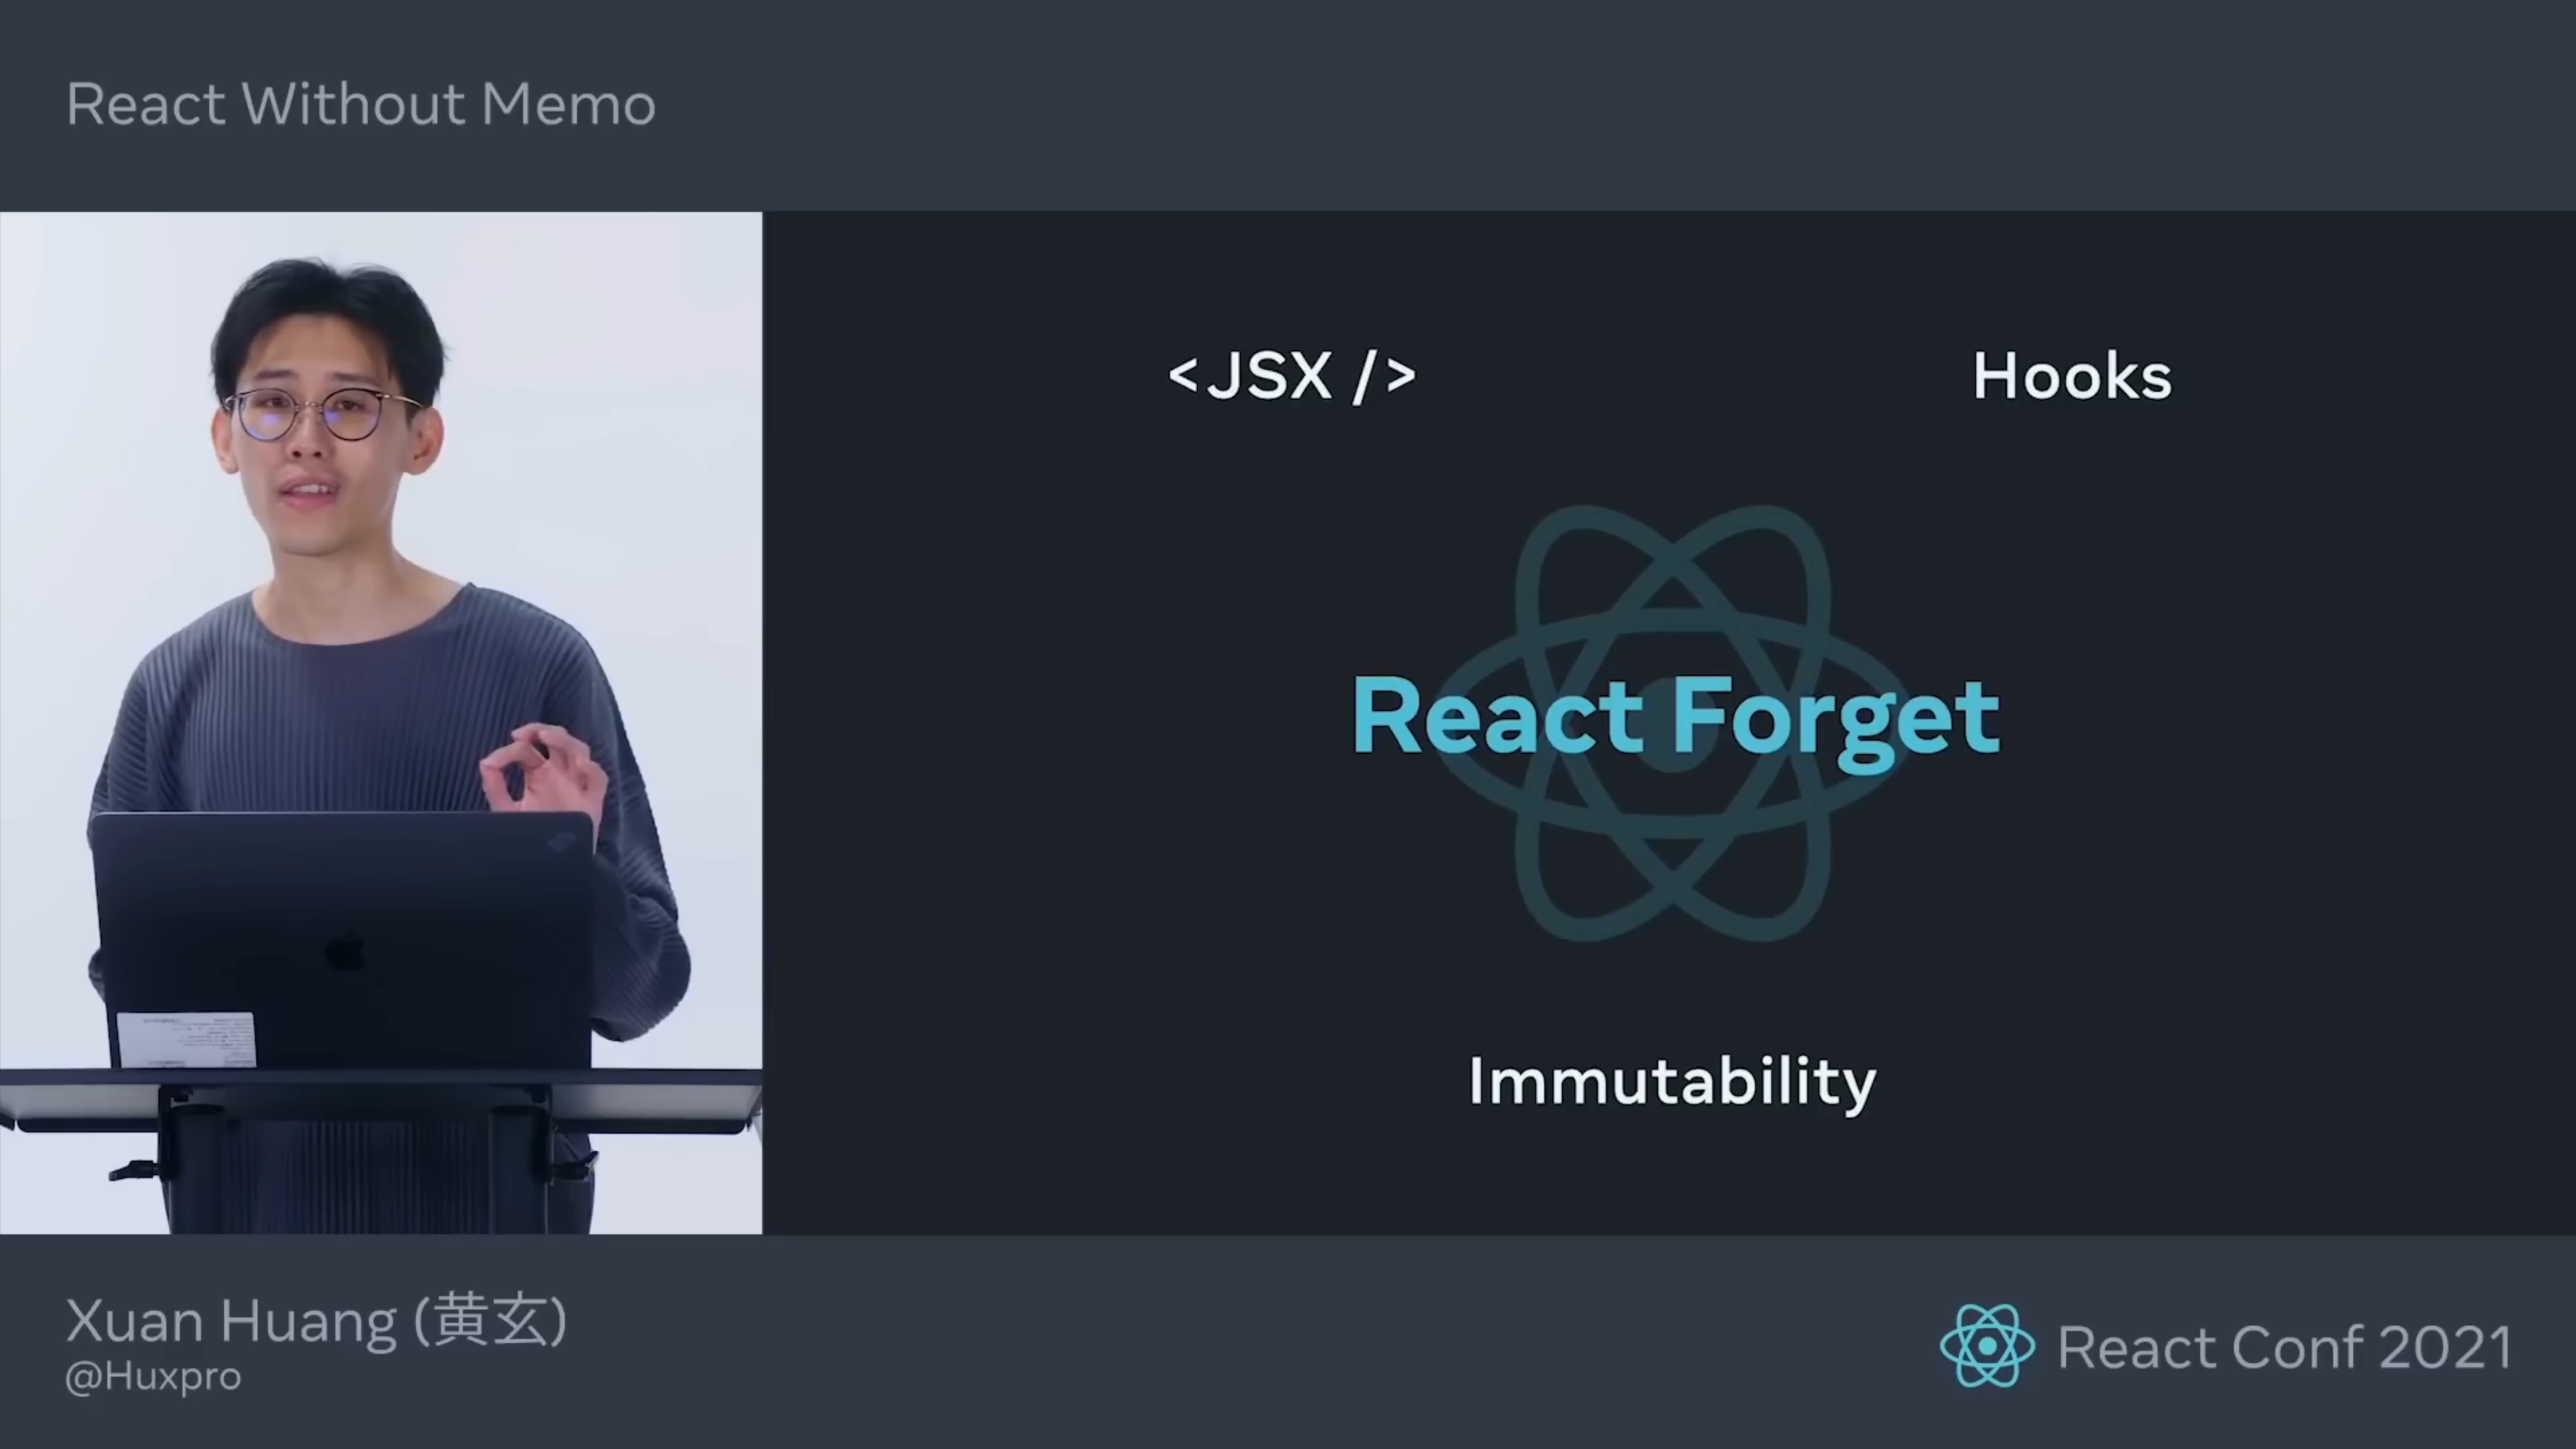 React Without Memo
<JSX />
Hooks
React Forget
Immutability
Xuan Huang (黄玄)
@Huxpro
React Conf 2021